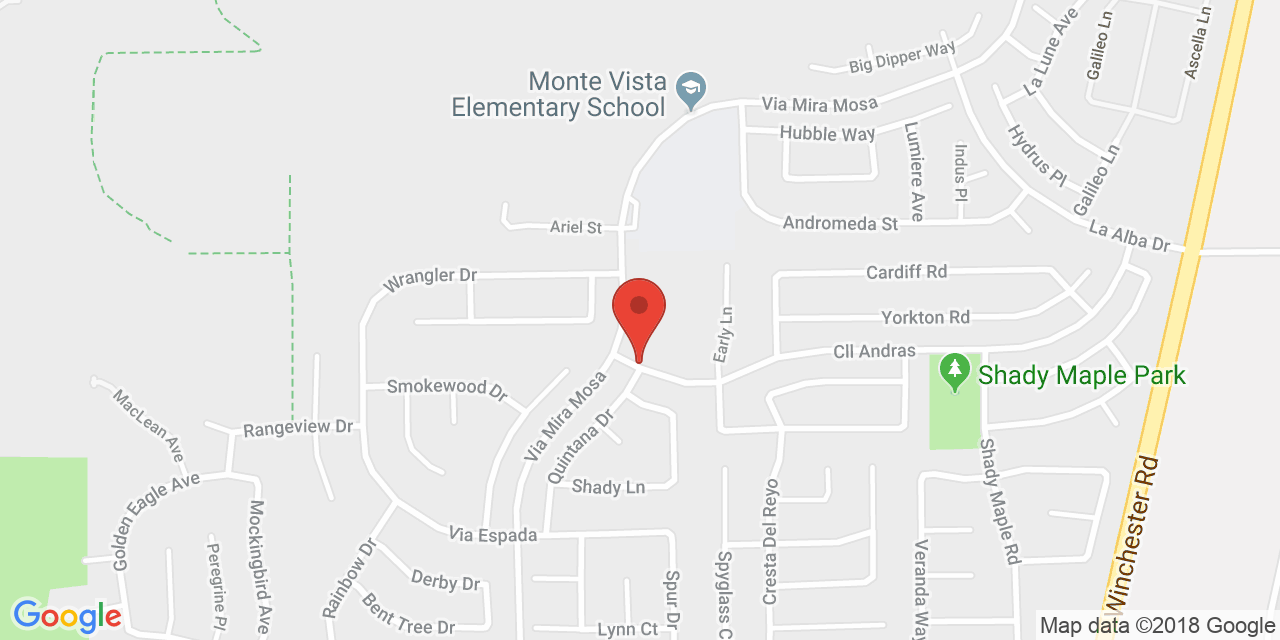 Big Dipper Way
La Lune Ave
Galileo Ln
Ascella Ln
Monte Vista
Elementary School
Via Mira Mosa
Hubble Way
Lumiere Ave
Indus Pl
Hydrus Pl
Galileo Ln
Ariel St
Andromeda St
La Alba Dr
Wrangler Dr
Cardiff Rd
Yorkton Rd
Early Ln
Cll Andras
Shady Maple Park
Smokewood Dr
Via Mira Mosa
MacLean Ave
Rangeview Dr
Quintana Dr
Shady Ln
Golden Eagle Ave
Mockingbird Ave
Via Espada
Cresta Del Reyo
Shady Maple Rd
Winchester Rd
Peregrine Pl
Rainbow Dr
Derby Dr
Bent Tree Dr
Spur Dr
Spyglass C
Veranda Way
Lynn Ct
Google
Map data ©2018 Google